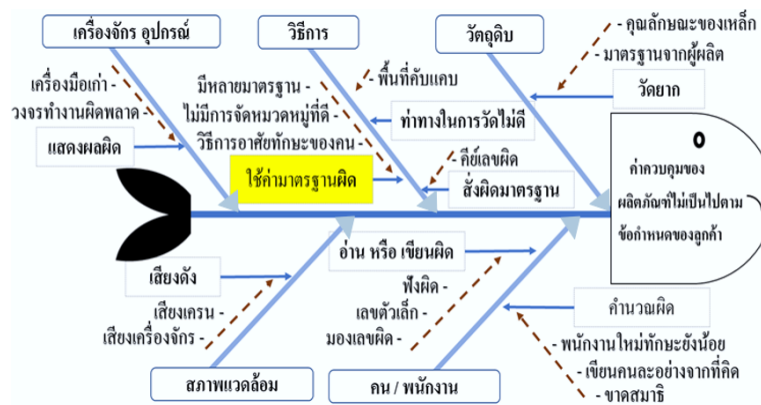 เครื่องจักร อุปกรณ์
วิธีการ
วัตถุดิบ
- คุณลักษณะของเหล็ก
- มาตรฐานจากผู้ผลิต
วัดยาก
เครื่องมือเก่า -
วงจรทำงานผิดพลาด -
แสดงผลผิด
มีหลายมาตรฐาน -
ไม่มีการจัดหมวดหมู่ที่ดี -
วิธีการอาศัยทักษะของคน -
ใช้ค่ามาตรฐานผิด
- พื้นที่คับแคบ
ท่าทางในการวัดไม่ดี
- คีย์เลขผิด
สั่งผิดมาตรฐาน
ค่าควบคุมของ
ผลิตภัณฑ์ไม่เป็นไปตาม
ข้อกำหนดของลูกค้า
เสียงดัง
เสียงเครน -
เสียงเครื่องจักร -
สภาพแวดล้อม
อ่าน หรือ เขียนผิด
ฟังผิด -
เลขตัวเล็ก -
มองเลขผิด -
คำนวณผิด
- พนักงานใหม่ทักษะยังน้อย
- เขียนคนละอย่างจากที่คิด
- ขาดสมาธิ
คน / พนักงาน